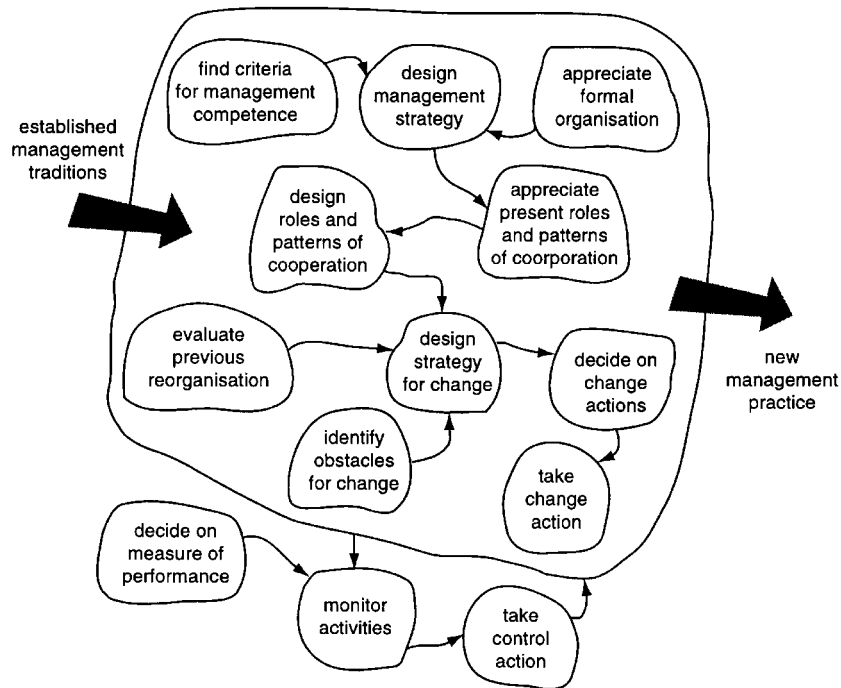 find criteria
for management
competence
design
management
strategy
appreciate
formal
organisation
established
management
traditions
design
roles and
patterns of
cooperation
appreciate
present roles
and patterns
of coorporation
evaluate
previous
reorganisation
design
strategy
for change
decide on
change
actions
new
management
practice
identify
obstacles
for change
take
change
action
decide on
measure of
performance
monitor
activities
take
control
action